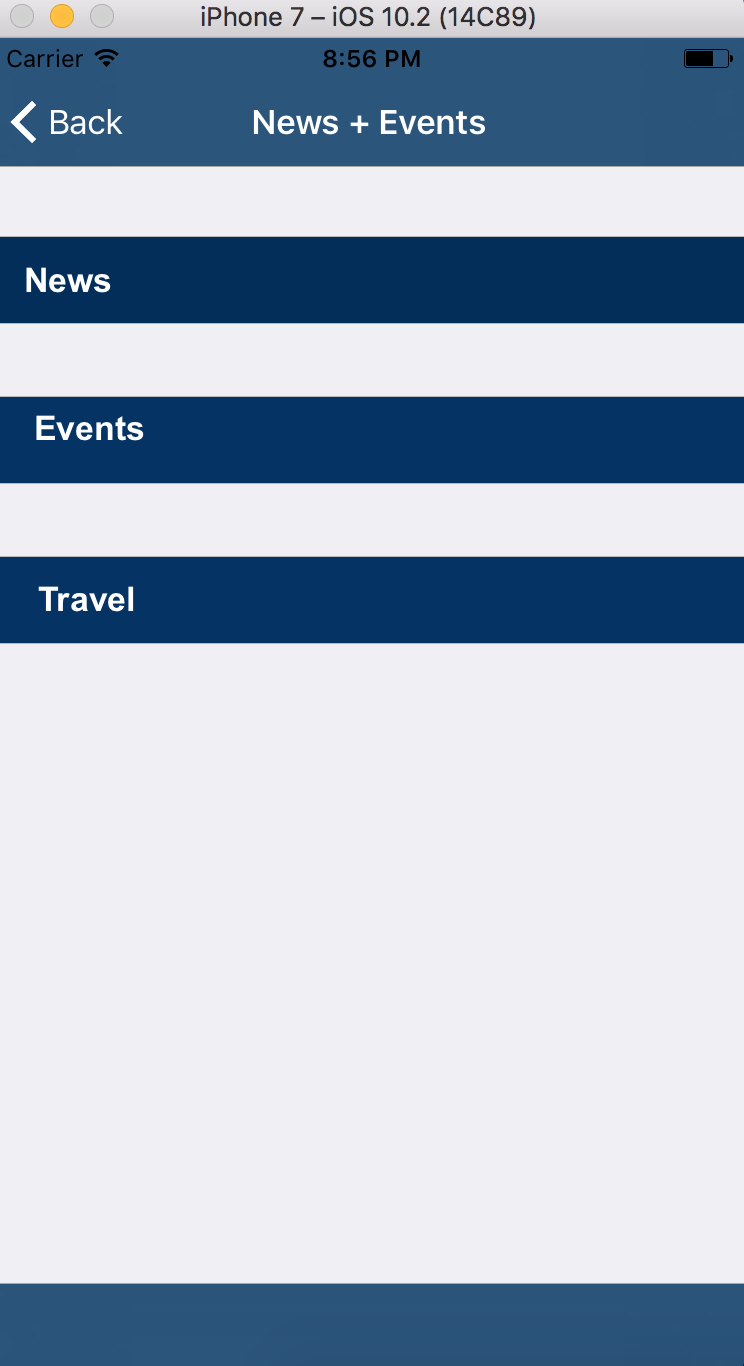 iPhone 7 – iOS 10.2 (14C89)
Carrier 8:56 PM
Back News + Events
News
Events
Travel